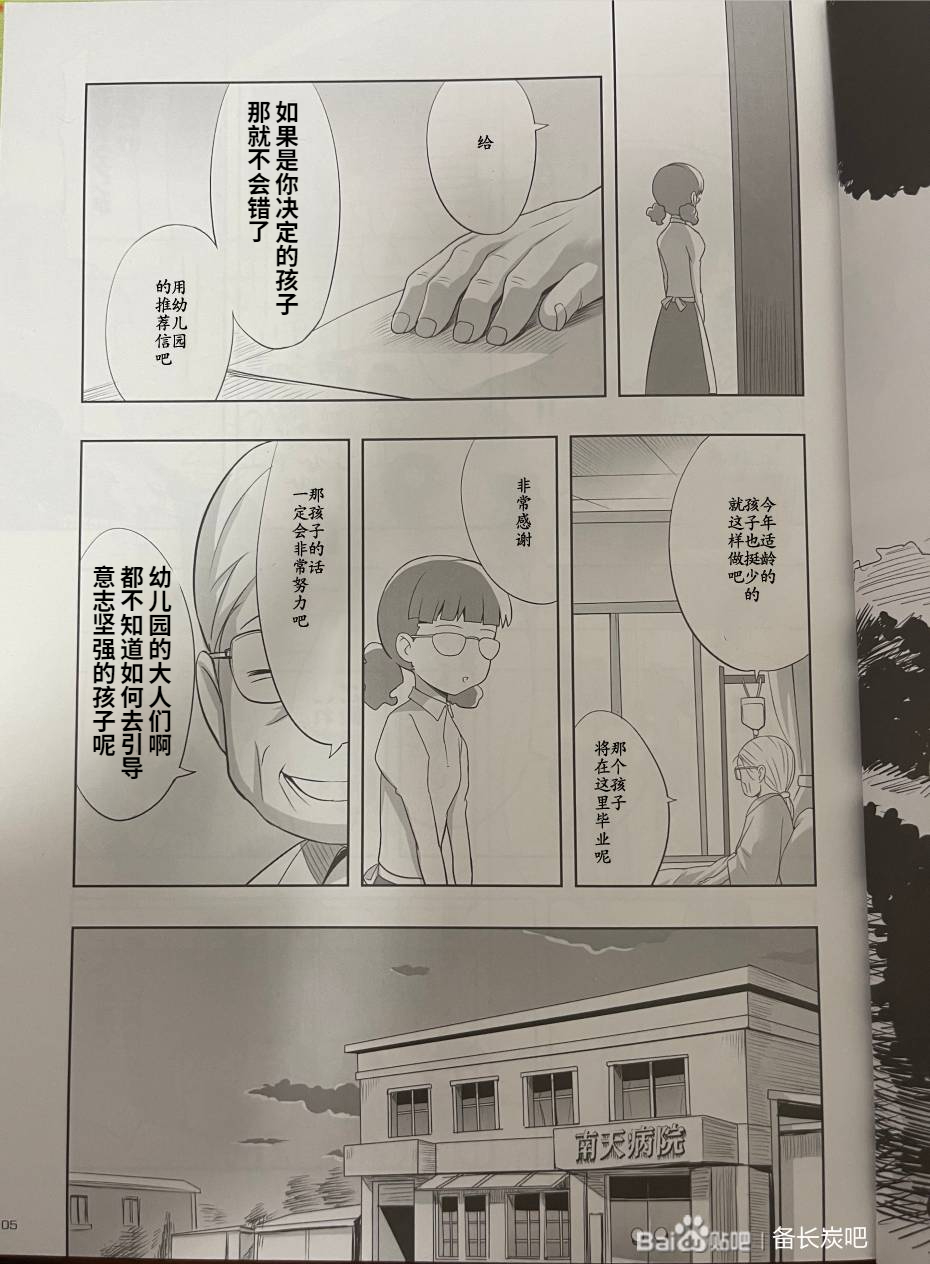 给
如果是你决定的孩子
那就不会错了
用幼儿园
的推荐信吧
今年适龄的
孩子也挺少的
就这样做吧
那个孩子
将在这里毕业呢
非常感谢
那孩子的话
一定会非常努力吧
幼儿园的大人们啊
都不知道如何去引导
意志坚强的孩子呢
南天病院
05
Baidu贴吧 | 备长炭吧